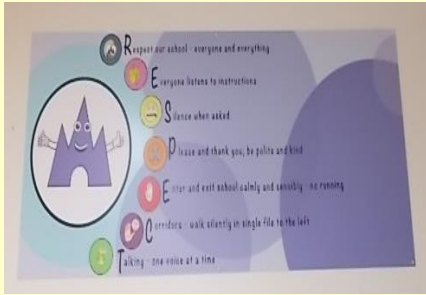 Respect our school - everyone and everything
Everyone listens to instructions
Silence when asked
Please and thank you, be polite and kind
Enter and exit school calmly and sensibly - no running
Corridors - walk silently in single file to the left
Talking - one voice at a time